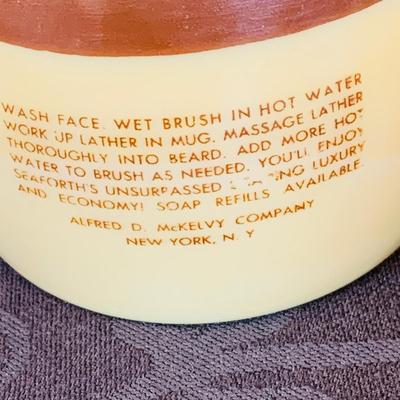 WASH FACE. WET BRUSH IN HOT WATER
WORK UP LATHER IN MUG. MASSAGE LATHER
THOROUGHLY INTO BEARD. ADD MORE HOT
WATER TO BRUSH AS NEEDED. YOU'LL ENJOY
SEAFORTH'S UNSURPASSED LUXURY
AND ECONOMY! SOAP REFILLS AVAILABLE.
ALFRED D. McKELVY COMPANY
NEW YORK, N. Y